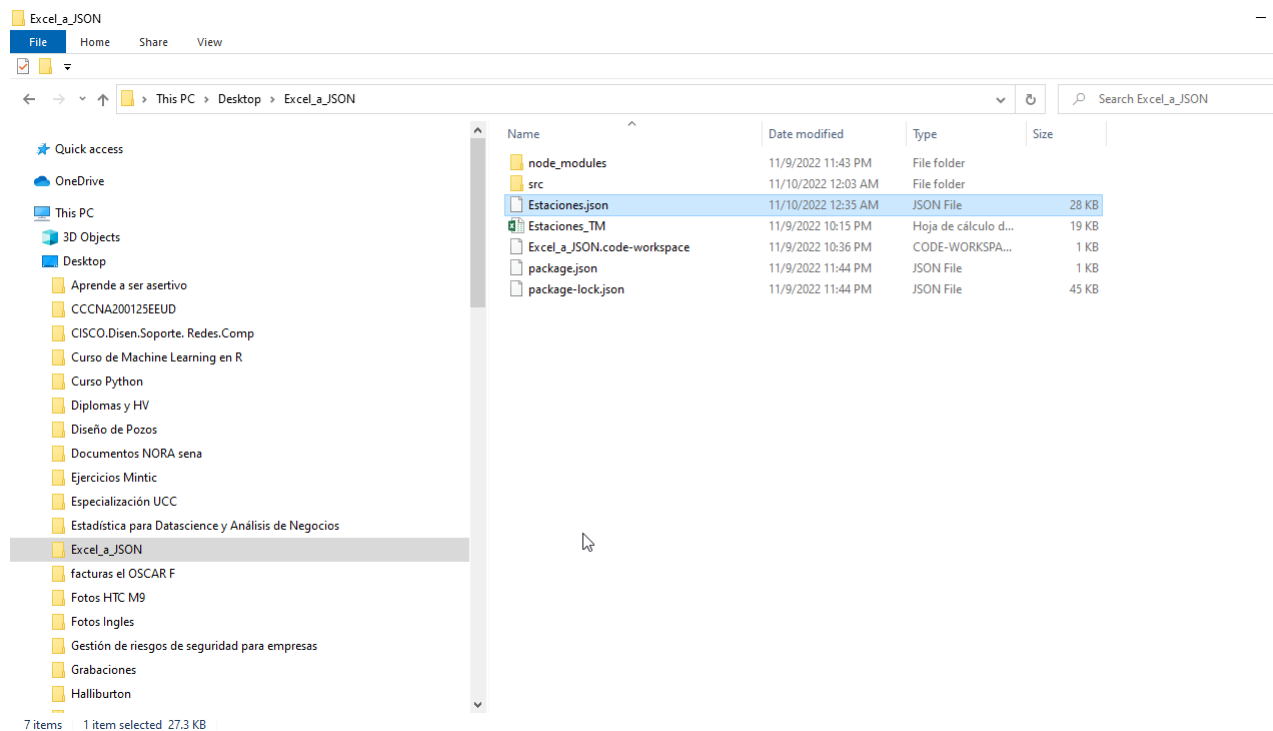 Excel_a_JSON
File Home Share View
This PC Desktop Excel_a_JSON Search Excel_a_JSON
Quick access
OneDrive
This PC
3D Objects
Desktop
Aprende a ser asertivo
CCCNA200125EEUD
CISCO.Disen.Soporte. Redes.Comp
Curso de Machine Learning en R
Curso Python
Diplomas y HV
Diseño de Pozos
Documentos NORA sena
Ejercicios Mintic
Especialización UCC
Estadística para Datascience y Análisis de Negocios
Excel_a_JSON
facturas el OSCAR F
Fotos HTC M9
Fotos Ingles
Gestión de riesgos de seguridad para empresas
Grabaciones
Halliburton
Name Date modified Type Size
node_modules 11/9/2022 11:43 PM File folder
src 11/10/2022 12:03 AM File folder
Estaciones.json 11/10/2022 12:35 AM JSON File 28 KB
Estaciones_TM 11/9/2022 10:15 PM Hoja de cálculo d... 19 KB
Excel_a_JSON.code-workspace 11/9/2022 10:36 PM CODE-WORKSPA... 1 KB
package.json 11/9/2022 11:44 PM JSON File 1 KB
package-lock.json 11/9/2022 11:44 PM JSON File 45 KB
7 items 1 item selected 27.3 KB